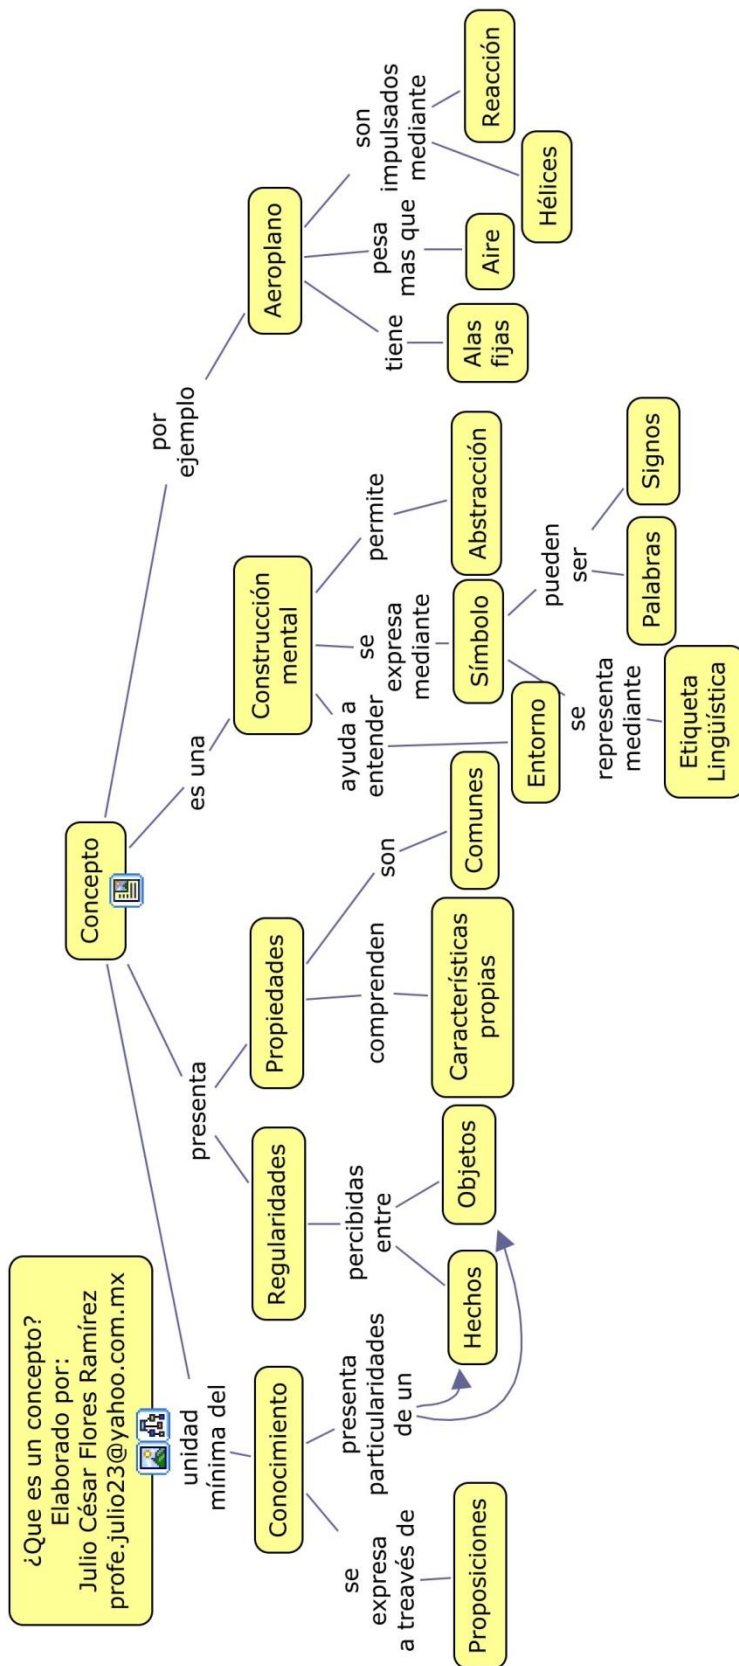 ¿Que es un concepto?
Elaborado por:
Julio César Flores Ramírez
profe.julio23@yahoo.com.mx
Concepto
unidad
mínima del
presenta
es una
por
ejemplo
Conocimiento
Regularidades
Propiedades
Construcción
mental
Aeroplano
se
expresa
a treavés de
presenta
particularidades
de un
percibidas
entre
comprenden
son
ayuda a
entender
se
expresa
mediante
permite
tiene
pesa
mas que
son
impulsados
mediante
Proposiciones
Hechos
Objetos
Características
propias
Comunes
Entorno
Símbolo
Abstracción
Alas
fijas
Aire
Hélices
Reacción
se
representa
mediante
pueden
ser
Etiqueta
Lingüística
Palabras
Signos